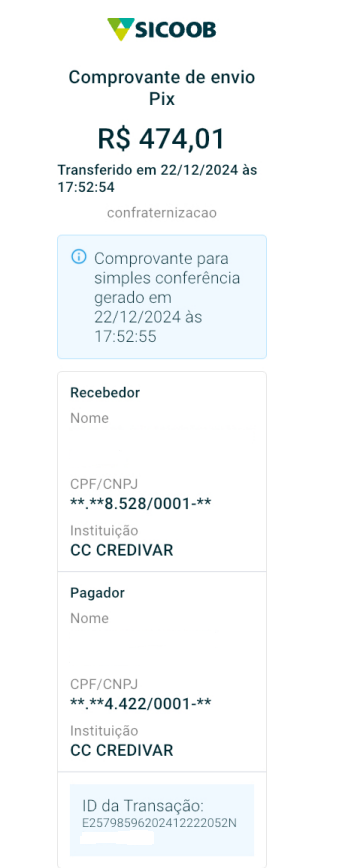 SICOOB
Comprovante de envio
Pix
R$ 474,01
Transferido em 22/12/2024 às
17:52:54
confraternizacao
Comprovante para
simples conferência
gerado em
22/12/2024 às
17:52:55
Recebedor
Nome
CPF/CNPJ
**.**8.528/0001-**
Instituição
CC CREDIVAR
Pagador
Nome
CPF/CNPJ
**.**4.422/0001-**
Instituição
CC CREDIVAR
ID da Transação:
E25798596202412222052N